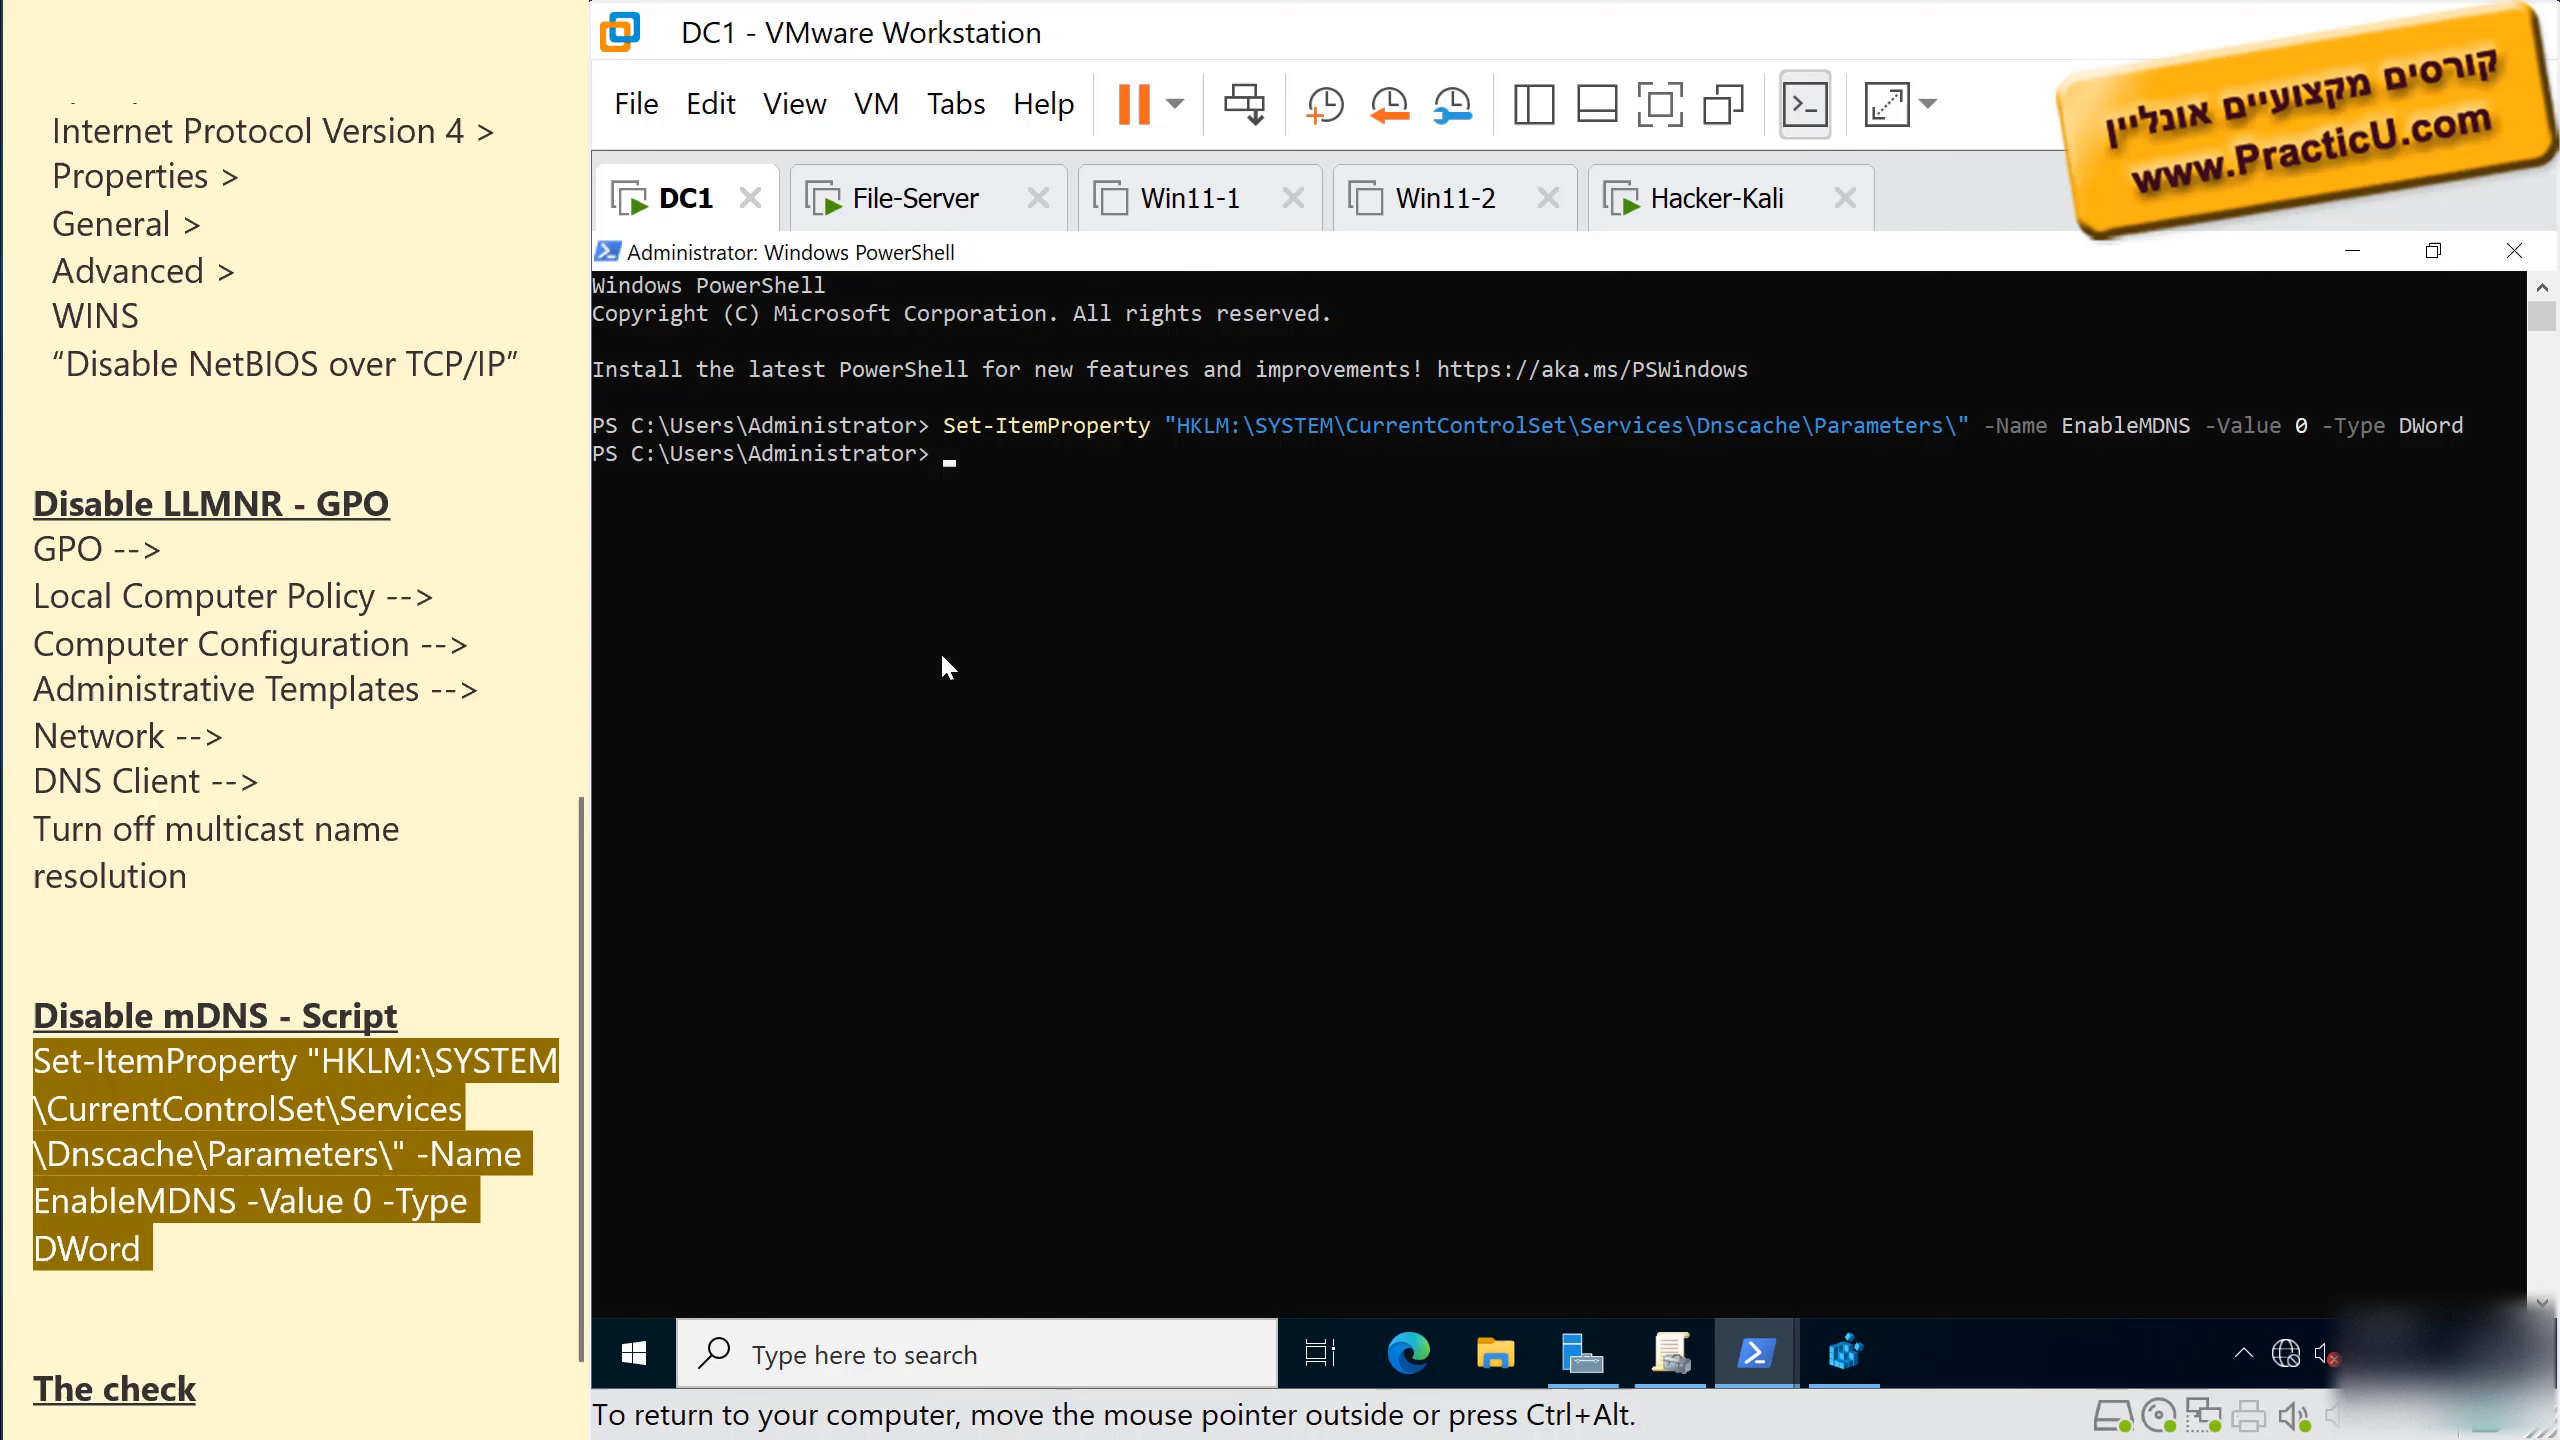 Internet Protocol Version 4 >
Properties >
General >
Advanced >
WINS
“Disable NetBIOS over TCP/IP”
Disable LLMNR - GPO
GPO -->
Local Computer Policy -->
Computer Configuration -->
Administrative Templates -->
Network -->
DNS Client -->
Turn off multicast name
resolution
Disable mDNS - Script
Set-ItemProperty "HKLM:\SYSTEM
\CurrentControlSet\Services
\Dnscache\Parameters\" -Name
EnableMDNS -Value 0 -Type
DWord
The check
DC1 - VMware Workstation
File Edit View VM Tabs Help
קורסים מקצועיים אונליין
www.PracticU.com
DC1 File-Server Win11-1 Win11-2 Hacker-Kali
Administrator: Windows PowerShell
Windows PowerShell
Copyright (C) Microsoft Corporation. All rights reserved.
Install the latest PowerShell for new features and improvements! https://aka.ms/PSWindows
PS C:\Users\Administrator> Set-ItemProperty "HKLM:\SYSTEM\CurrentControlSet\Services\Dnscache\Parameters\" -Name EnableMDNS -Value 0 -Type DWord
PS C:\Users\Administrator>
Type here to search
To return to your computer, move the mouse pointer outside or press Ctrl+Alt.